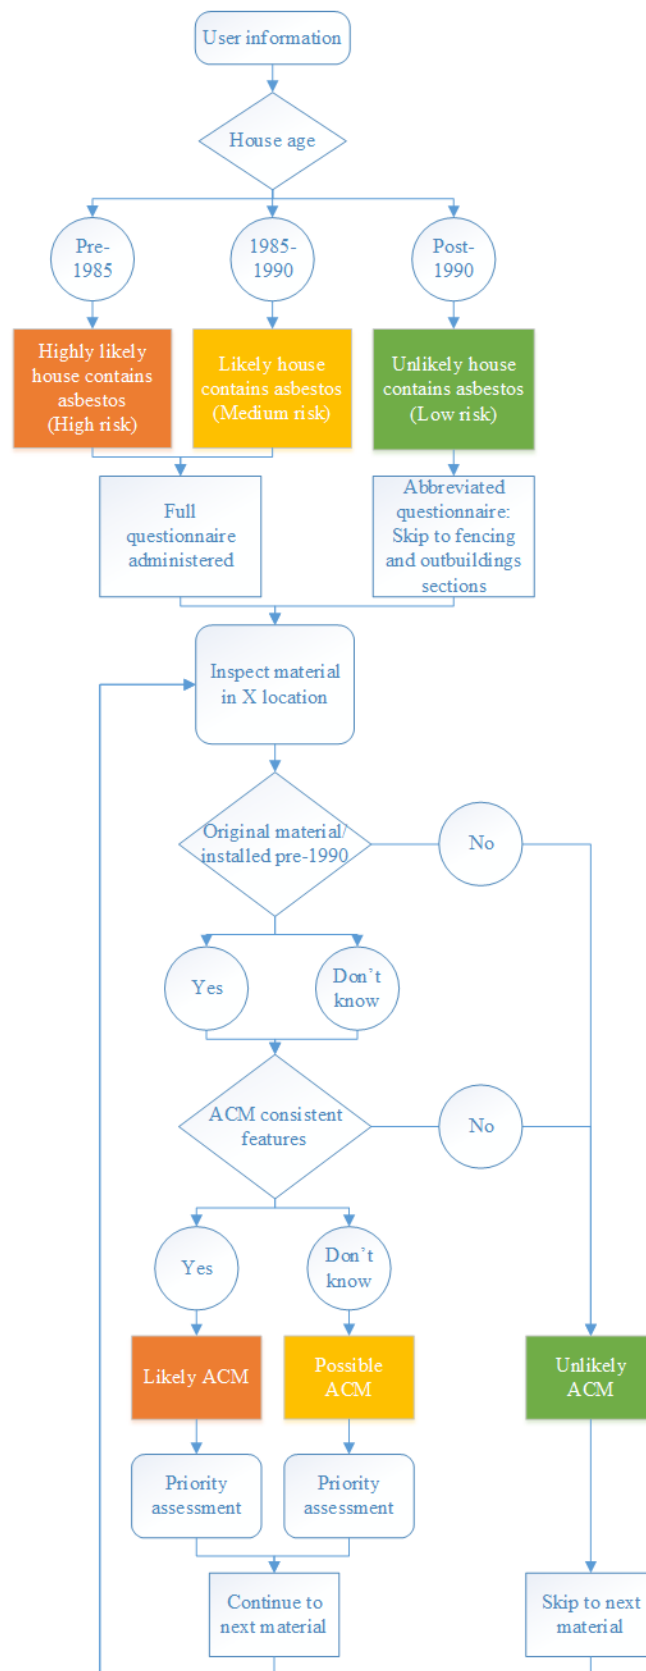 User information
House age
Pre-
1985
1985-
1990
Post-
1990
Highly likely
house contains
asbestos
(High risk)
Likely house
contains asbestos
(Medium risk)
Unlikely house
contains asbestos
(Low risk)
Full
questionnaire
administered
Abbreviated
questionnaire:
Skip to fencing
and outbuildings
sections
Inspect material
in X location
Original material/
installed pre-1990
No
Yes
Don't
know
ACM consistent
features
No
Yes
Don't
know
Likely ACM
Possible
ACM
Unlikely
ACM
Priority
assessment
Priority
assessment
Continue to
next material
Skip to next
material